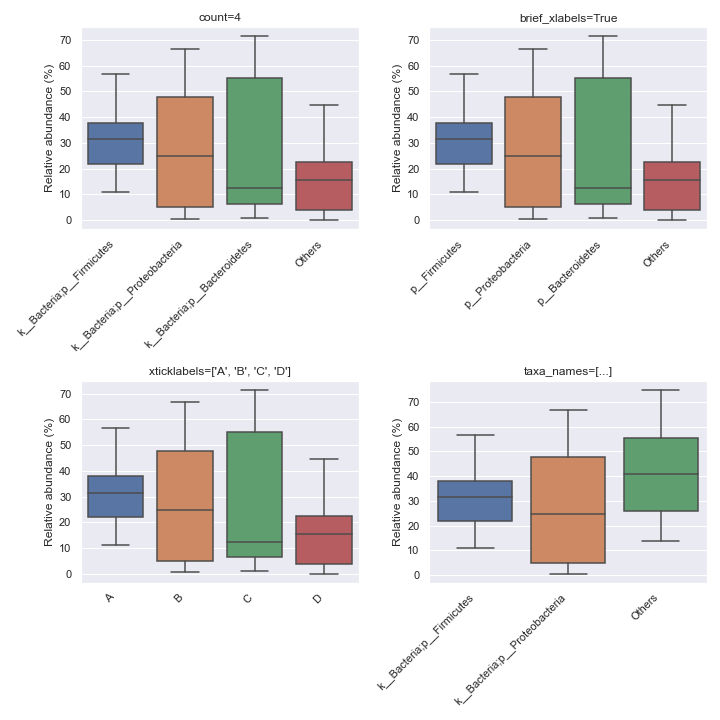 count=4
Relative abundance (%)
70
60
50
40
30
20
10
0
k__Bacteria;p__Firmicutes
k__Bacteria;p__Proteobacteria
k__Bacteria;p__Bacteroidetes
Others
brief_xlabels=True
Relative abundance (%)
70
60
50
40
30
20
10
0
p__Firmicutes
p__Proteobacteria
p__Bacteroidetes
Others
xticklabels=['A', 'B', 'C', 'D']
Relative abundance (%)
70
60
50
40
30
20
10
0
A
B
C
D
taxa_names=[...]
Relative abundance (%)
70
60
50
40
30
20
10
0
k__Bacteria;p__Firmicutes
k__Bacteria;p__Proteobacteria
Others